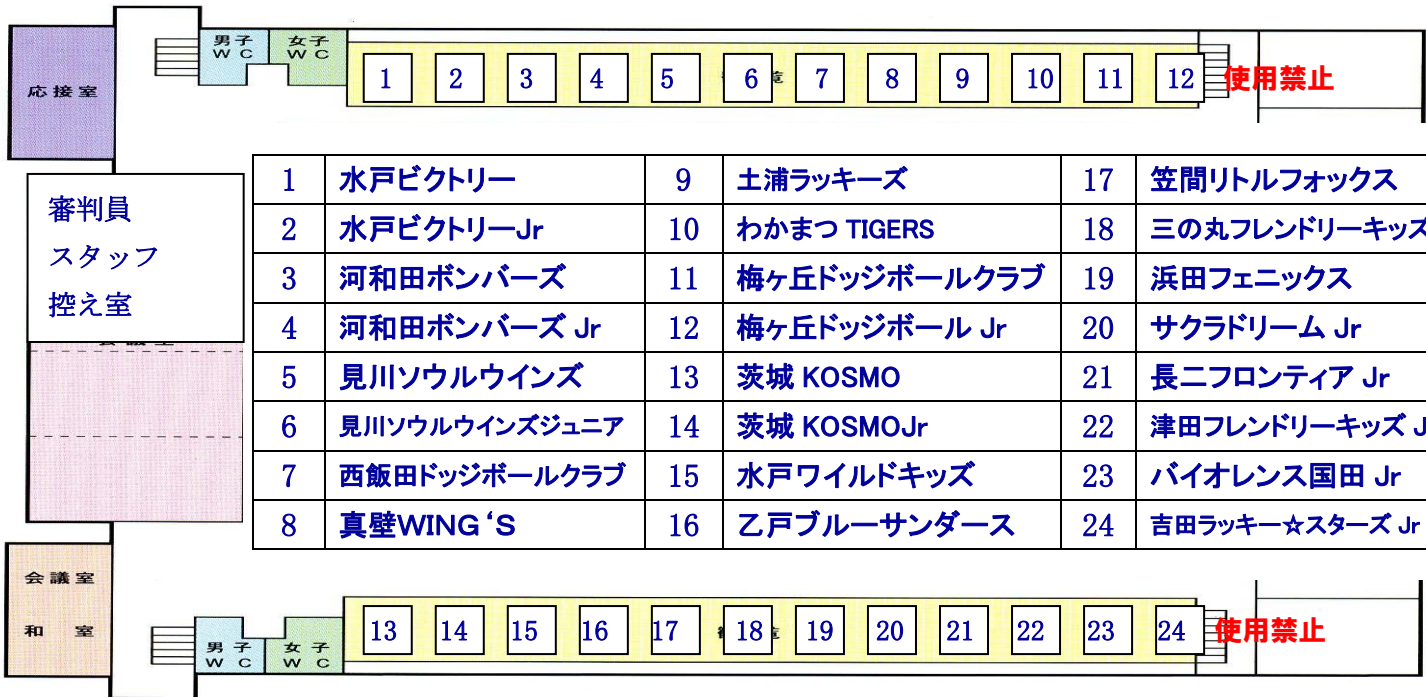 男子
WC
女子
WC
応接室
1 2 3 4 5 6 7 8 9 10 11 12
使用禁止
審判員
スタッフ
控え室
1 水戸ビクトリー 9 土浦ラッキーズ 17 笠間リトルフォックス
2 水戸ビクトリーJr 10 わかまつ TIGERS 18 三の丸フレンドリーキッズ
3 河和田ボンバーズ 11 梅ヶ丘ドッジボールクラブ 19 浜田フェニックス
4 河和田ボンバーズ Jr 12 梅ヶ丘ドッジボール Jr 20 サクラドリーム Jr
5 見川ソウルウインズ 13 茨城 KOSMO 21 長二フロンティア Jr
6 見川ソウルウインズジュニア 14 茨城 KOSMOJr 22 津田フレンドリーキッズ J
7 西飯田ドッジボールクラブ 15 水戸ワイルドキッズ 23 バイオレンス国田 Jr
8 真壁WING‘S 16 乙戸ブルーサンダース 24 吉田ラッキー☆スターズ Jr
会議室
和室
男子
WC
女子
WC
13 14 15 16 17 18 19 20 21 22 23 24
使用禁止